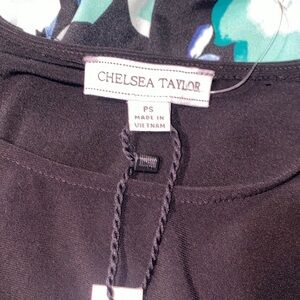 CHELSEA TAYLOR
PS
MADE IN
VIETNAM